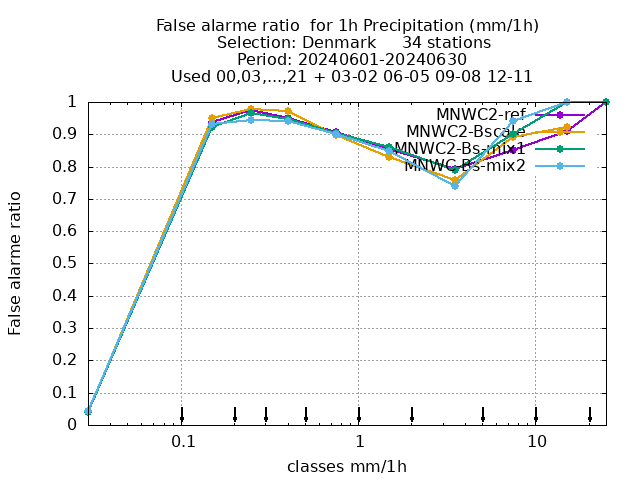 False alarme ratio  for 1h Precipitation (mm/1h)
Selection: Denmark     34 stations
Period: 20240601-20240630
Used 00,03,...,21 + 03-02 06-05 09-08 12-11
MNWC2-ref
MNWC2-Bscale
MNWC2-Bs-mix1
MNWC-Bs-mix2
False alarme ratio
1
0.9
0.8
0.7
0.6
0.5
0.4
0.3
0.2
0.1
0
0.1 1 10
classes mm/1h